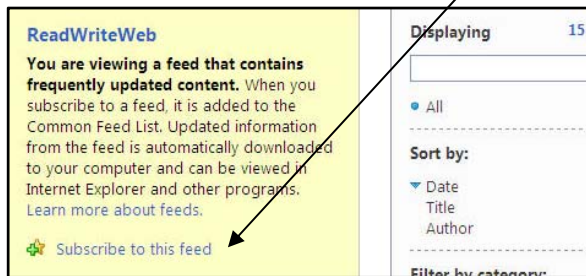 ReadWriteWeb
You are viewing a feed that contains
frequently updated content. When you
subscribe to a feed, it is added to the
Common Feed List. Updated information
from the feed is automatically downloaded
to your computer and can be viewed in
Internet Explorer and other programs.
Learn more about feeds.
Subscribe to this feed
Displaying 15
All
Sort by:
Date
Title
Author
Filter by category: